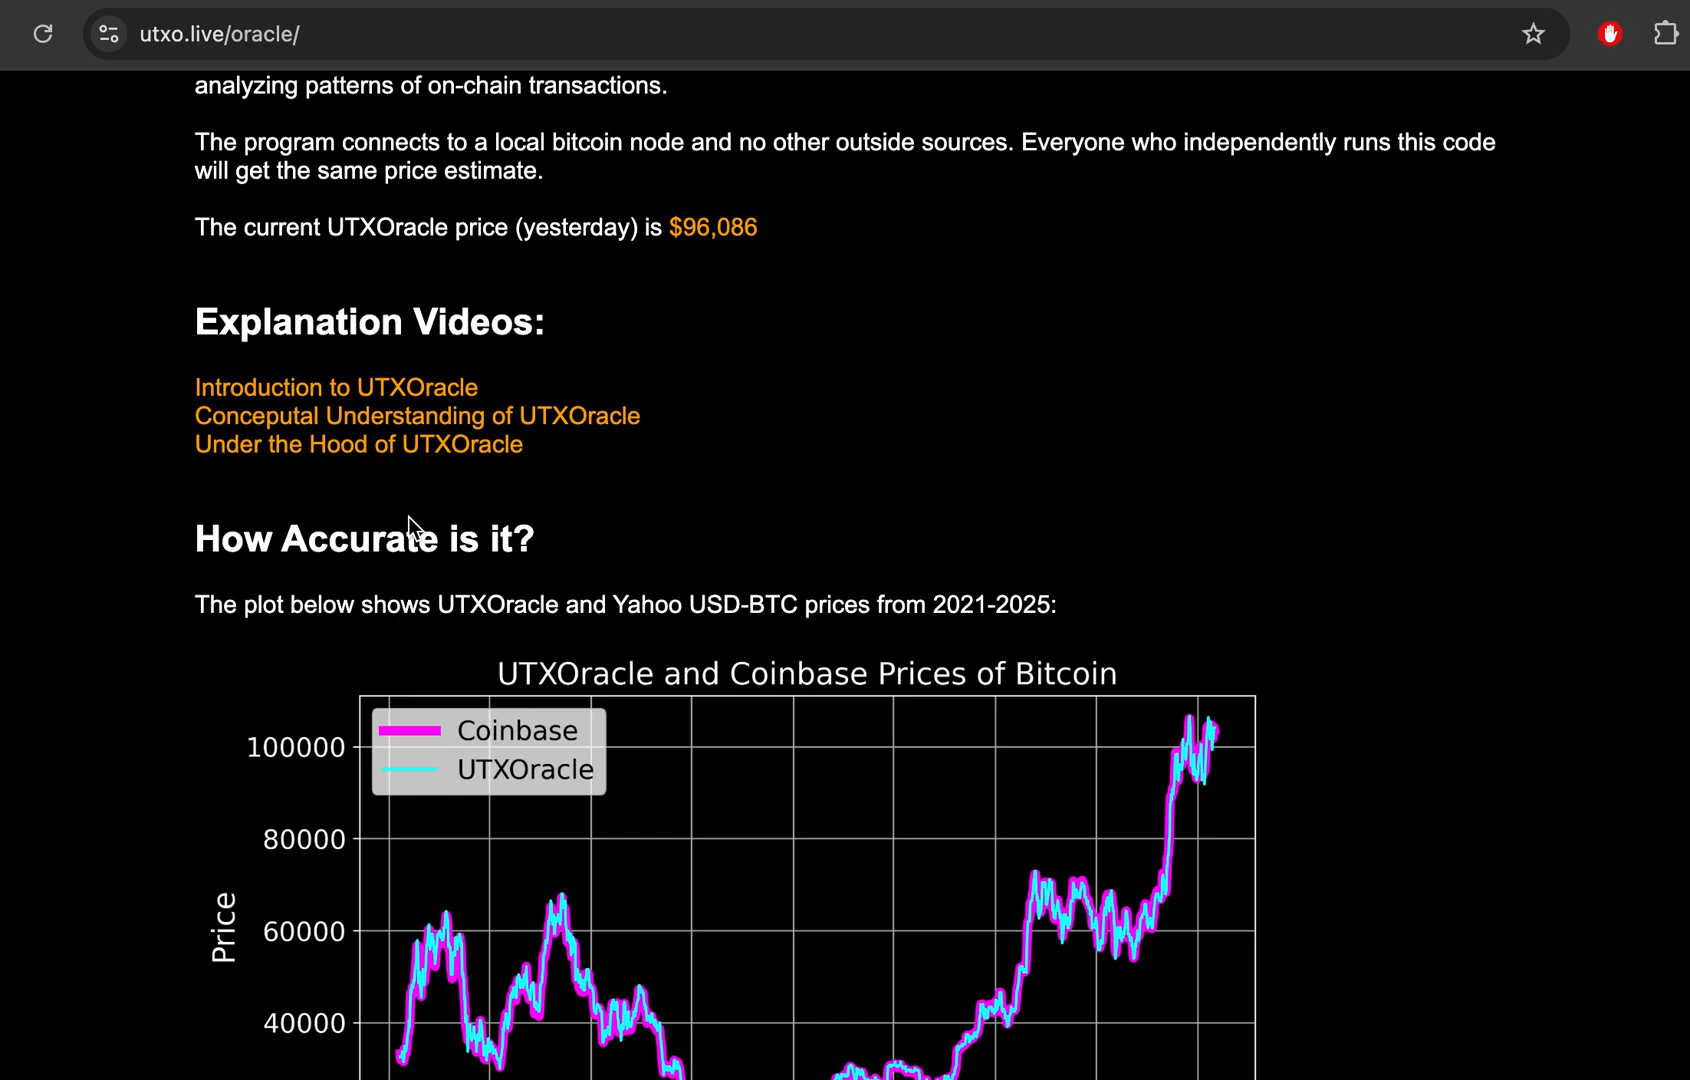 utxo.live/oracle/
analyzing patterns of on-chain transactions.
The program connects to a local bitcoin node and no other outside sources. Everyone who independently runs this code
will get the same price estimate.
The current UTXOracle price (yesterday) is $96,086
Explanation Videos:
Introduction to UTXOracle
Conceputal Understanding of UTXOracle
Under the Hood of UTXOracle
How Accurate is it?
The plot below shows UTXOracle and Yahoo USD-BTC prices from 2021-2025:
UTXOracle and Coinbase Prices of Bitcoin
Coinbase
UTXOracle
100000
80000
60000
40000
Price